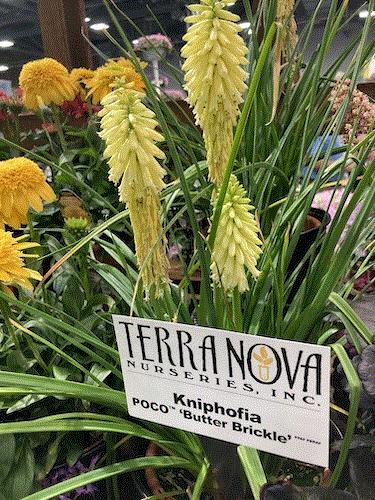 TERRA NOVA
NURSERIES, INC.
Kniphofia
POCO™ 'Butter Brickle'